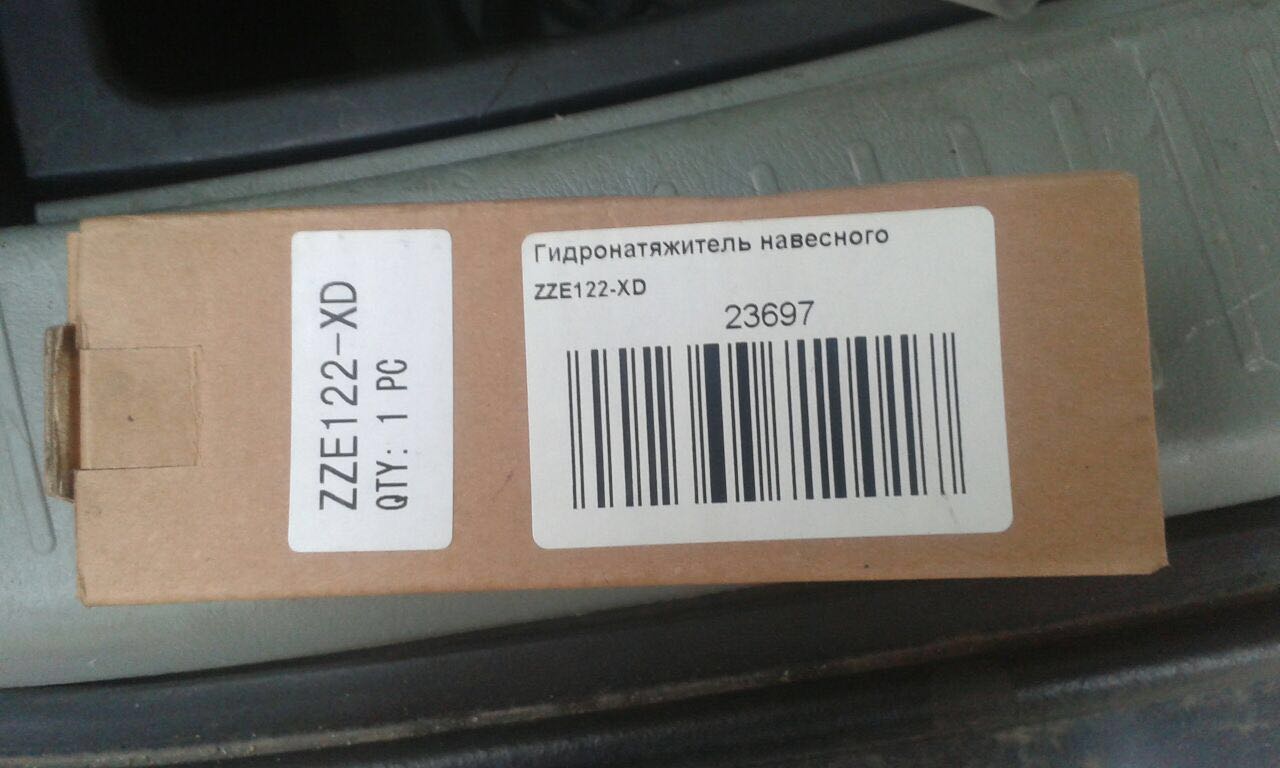 ZZE122-XD
QTY: 1 PC
Гидронатяжитель навесного
ZZE122-XD
23697